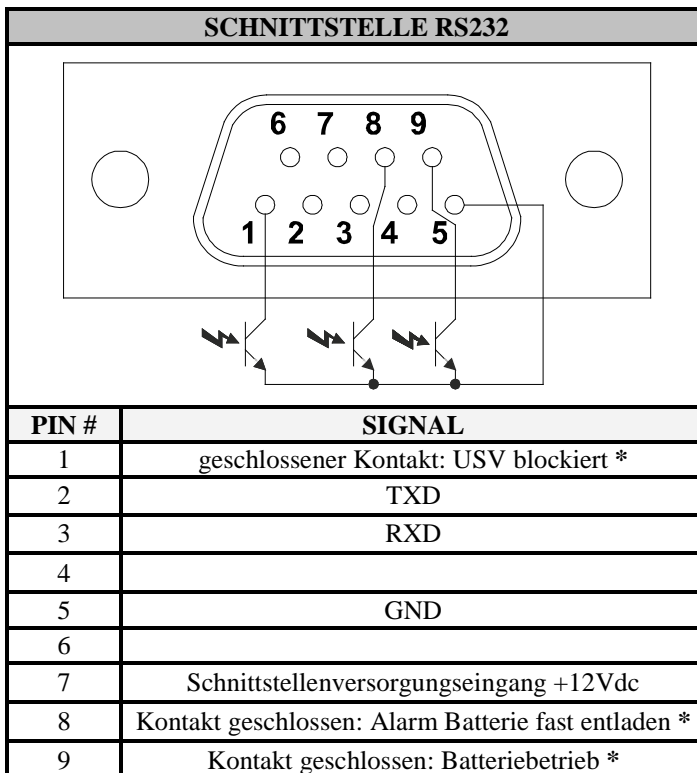 SCHNITTSTELLE RS232
6 7 8 9
1 2 3 4 5
PIN # SIGNAL
1 geschlossener Kontakt: USV blockiert *
2 TXD
3 RXD
4
5 GND
6
7 Schnittstellenversorgungseingang +12Vdc
8 Kontakt geschlossen: Alarm Batterie fast entladen *
9 Kontakt geschlossen: Batteriebetrieb *